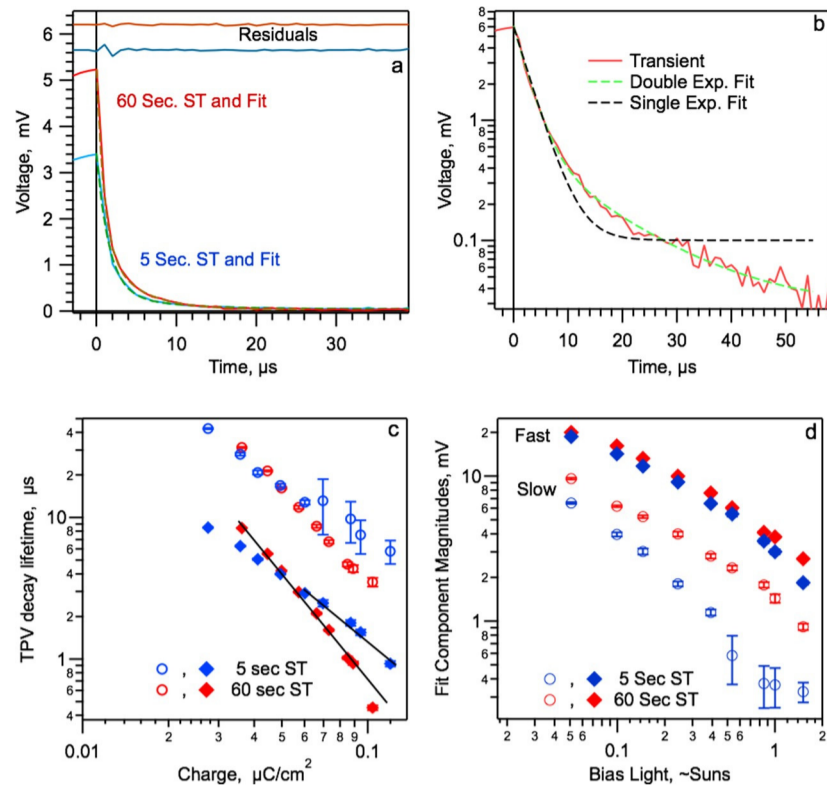 6
5
4
3
2
1
0
Voltage, mV
Residuals
a
60 Sec. ST and Fit
5 Sec. ST and Fit
0 10 20 30
Time, µs
8
6
4
2
1
8
6
4
2
0.1
8
6
4
Voltage, mV
b
Transient
Double Exp. Fit
Single Exp. Fit
0 10 20 30 40 50
Time, µs
4
2
10
8
6
4
2
1
8
6
4
TPV decay lifetime, µs
c
, 5 sec ST
, 60 sec ST
0.01 2 3 4 5 6 7 8 9 0.1
Charge, µC/cm²
2
10
8
6
4
2
1
8
6
4
Fit Component Magnitudes, mV
d
Fast
Slow
, 5 sec ST
, 60 Sec ST
2 3 4 5 6 0.1 2 3 4 5 6 1 2
Bias Light, ~Suns